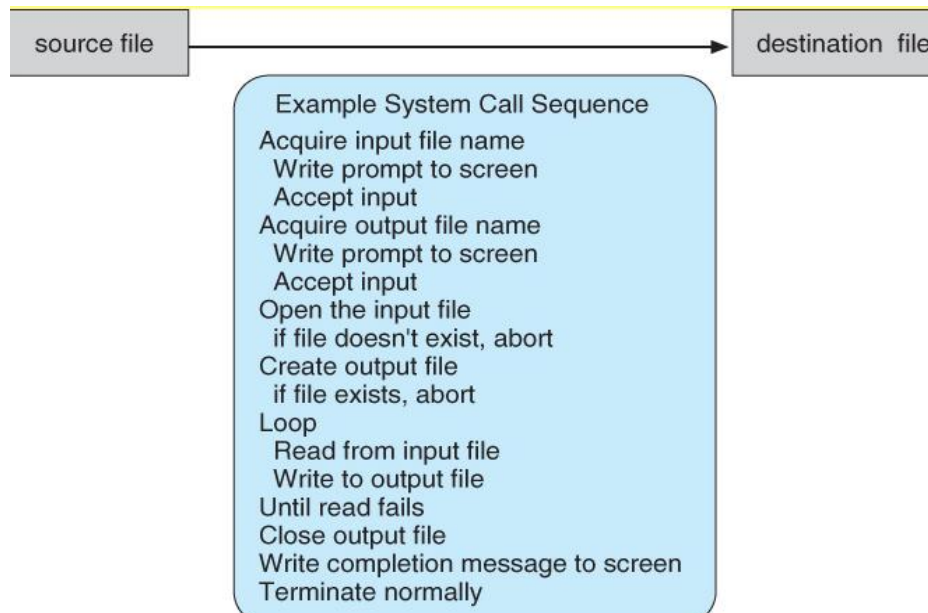 source file
destination file
Example System Call Sequence
Acquire input file name
Write prompt to screen
Accept input
Acquire output file name
Write prompt to screen
Accept input
Open the input file
if file doesn't exist, abort
Create output file
if file exists, abort
Loop
Read from input file
Write to output file
Until read fails
Close output file
Write completion message to screen
Terminate normally